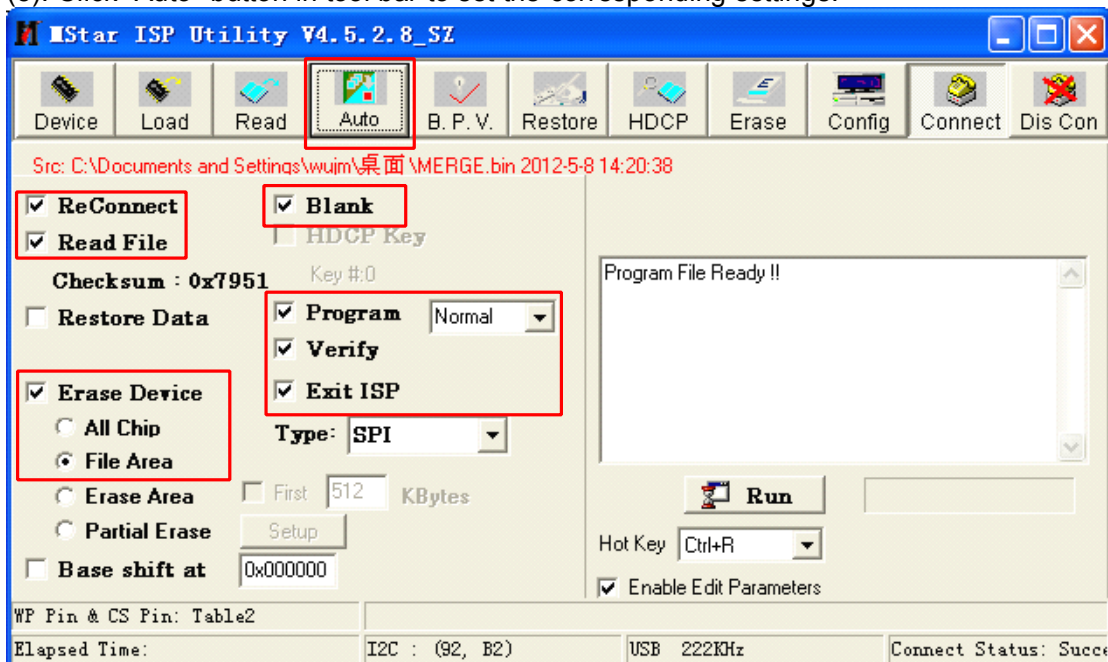 MStar ISP Utility V4.5.2.8_SZ
Device Load Read Auto B. P. V. Restore HDCP Erase Config Connect Dis Con
Src: C:\Documents and Settings\wujm\桌面\MERGE.bin 2012-5-8 14:20:38
ReConnect
Blank
Read File
HDCP Key
Checksum : 0x7951
Key #:0
Program File Ready !!
Restore Data
Program Normal
Verify
Erase Device
Exit ISP
All Chip
Type: SPI
File Area
Erase Area
First 512 KBytes
Run
Partial Erase
Setup
Hot Key Ctrl+R
Base shift at 0x000000
Enable Edit Parameters
WP Pin & CS Pin: Table2
Elapsed Time:
I2C : (92, B2)
USB 222KHz
Connect Status: Succe